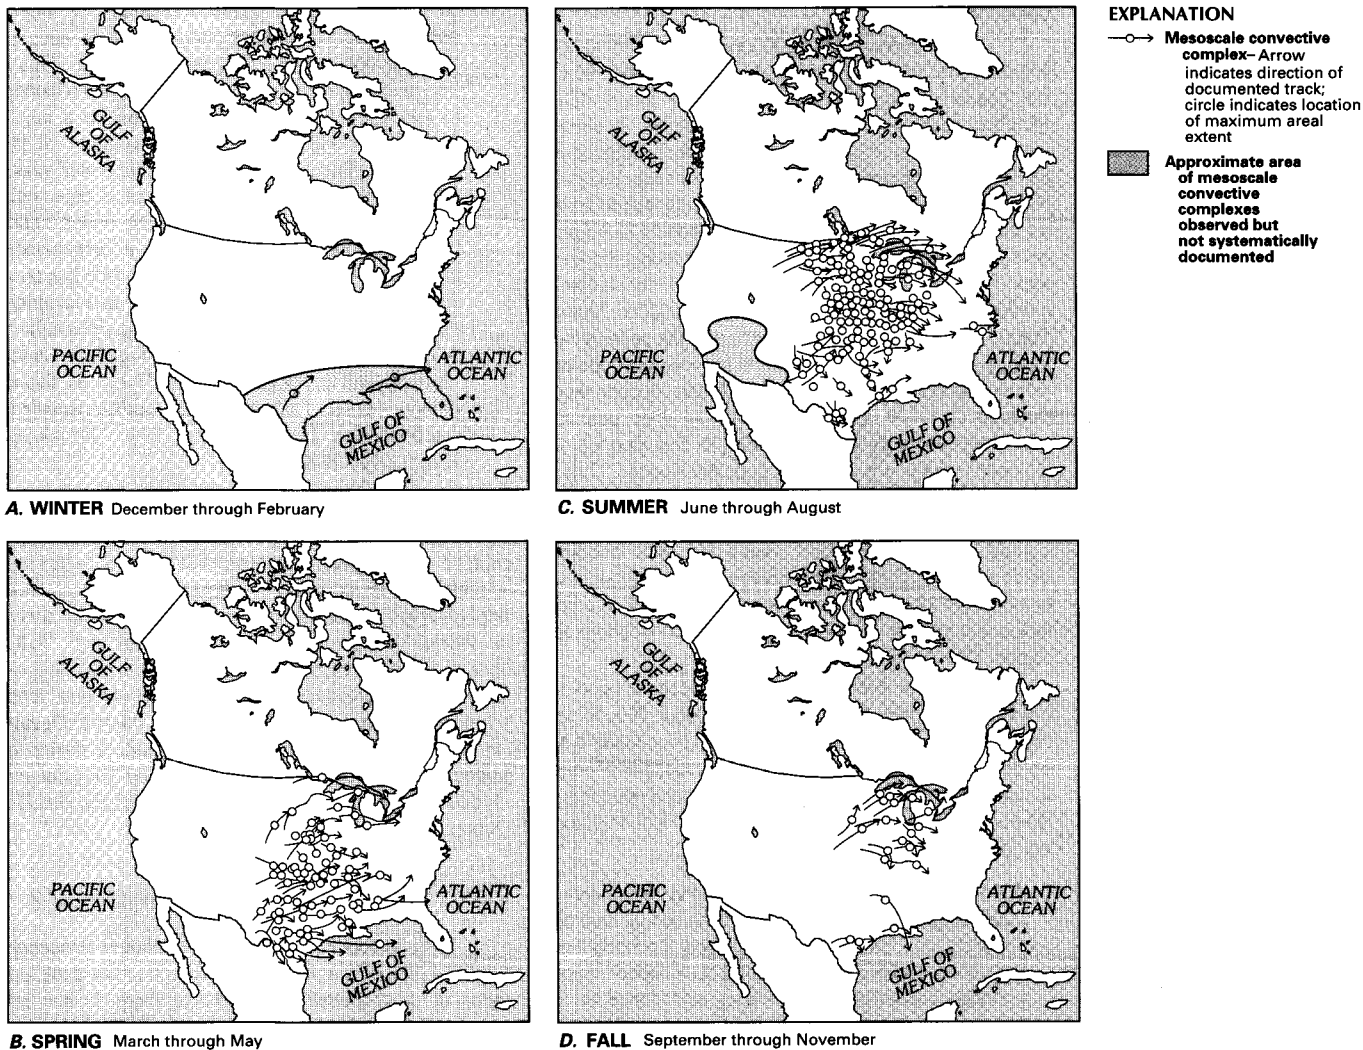 GULF
OF
ALASKA
PACIFIC
OCEAN
ATLANTIC
OCEAN
GULF OF
MEXICO
A. WINTER December through February
GULF
OF
ALASKA
PACIFIC
OCEAN
ATLANTIC
OCEAN
GULF OF
MEXICO
C. SUMMER June through August
EXPLANATION
Mesoscale convective
complex—Arrow
indicates direction of
documented track;
circle indicates location
of maximum areal
extent
Approximate area
of mesoscale
convective
complexes
observed but
not systematically
documented
GULF
OF
ALASKA
PACIFIC
OCEAN
ATLANTIC
OCEAN
GULF OF
MEXICO
B. SPRING March through May
GULF
OF
ALASKA
PACIFIC
OCEAN
ATLANTIC
OCEAN
GULF OF
MEXICO
D. FALL September through November